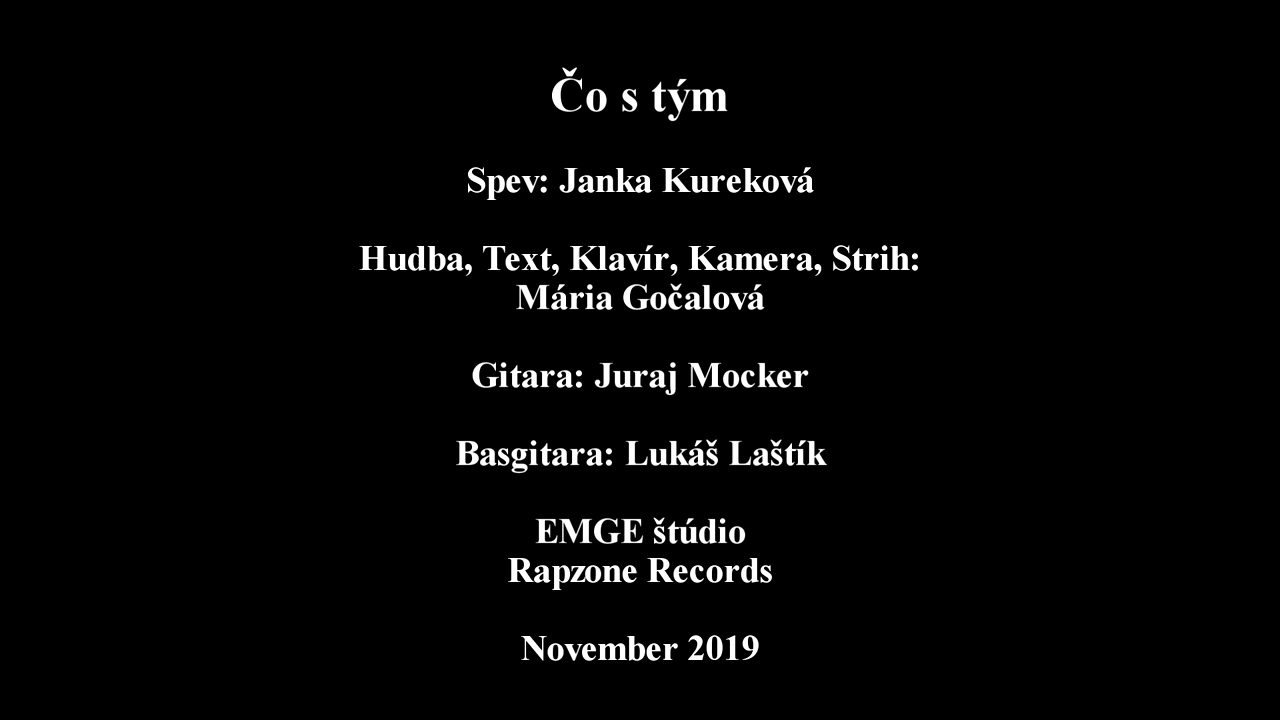 Čo s tým
Spev: Janka Kureková
Hudba, Text, Klavír, Kamera, Strih:
Mária Gočalová
Gitara: Juraj Mocker
Basgitara: Lukáš Laštík
EMGE štúdio
Rapzone Records
November 2019